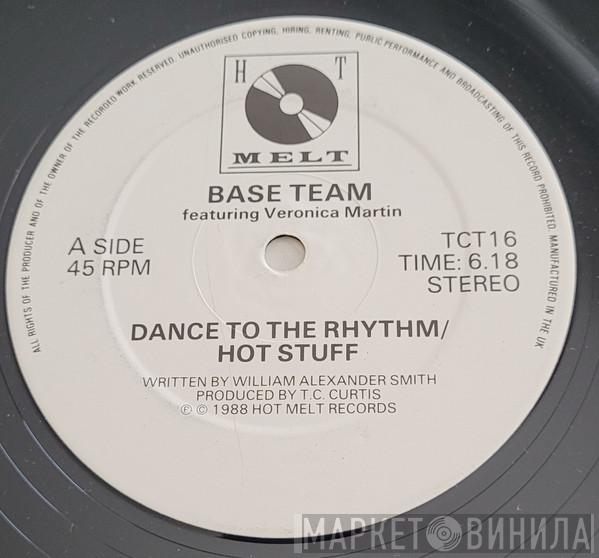 ALL RIGHTS OF THE PRODUCER AND OF THE OWNER OF THE RECORDED WORK RESERVED. UNAUTHORISED COPYING, HIRING, RENTING, PUBLIC PERFORMANCE AND BROADCASTING OF THIS RECORD PROHIBITED. MANUFACTURED IN THE UK
H T
MELT
BASE TEAM
featuring Veronica Martin
A SIDE
45 RPM
TCT16
TIME: 6.18
STEREO
DANCE TO THE RHYTHM/
HOT STUFF
WRITTEN BY WILLIAM ALEXANDER SMITH
PRODUCED BY T.C. CURTIS
℗ © 1988 HOT MELT RECORDS
МАРКЕТ ВИНИЛА